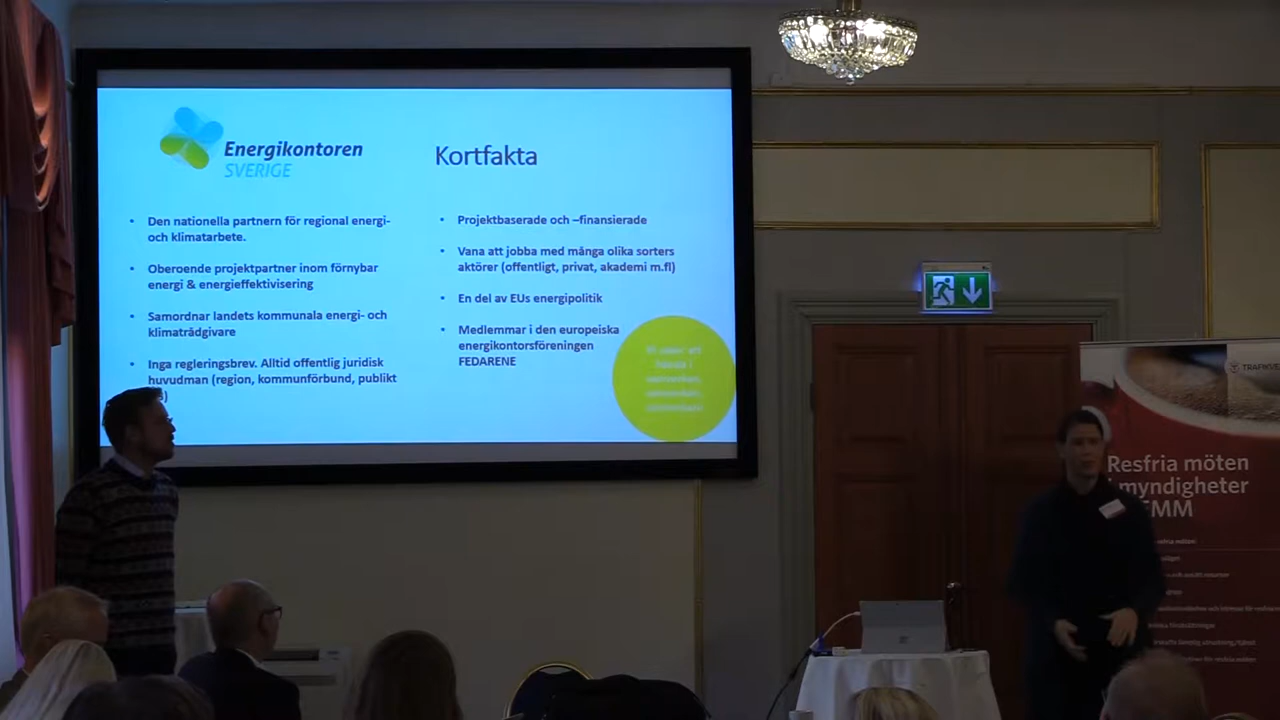 Energikontoren
SVERIGE
Den nationella partnern för regional energi-
och klimatarbete.
Oberoende projektpartner inom förnybar
energi & energieffektivisering
Samordnar landets kommunala energi- och
klimatrådgivare
Inga regleringsbrev. Alltid offentlig juridisk
huvudman (region, kommunförbund, publikt
)
Kortfakta
Projektbaserade och –finansierade
Vana att jobba med många olika sorters
aktörer (offentligt, privat, akademi m.fl)
En del av EUs energipolitik
Medlemmar i den europeiska
energikontorsföreningen
FEDARENE
Resfria möten
i myndigheter
EMM